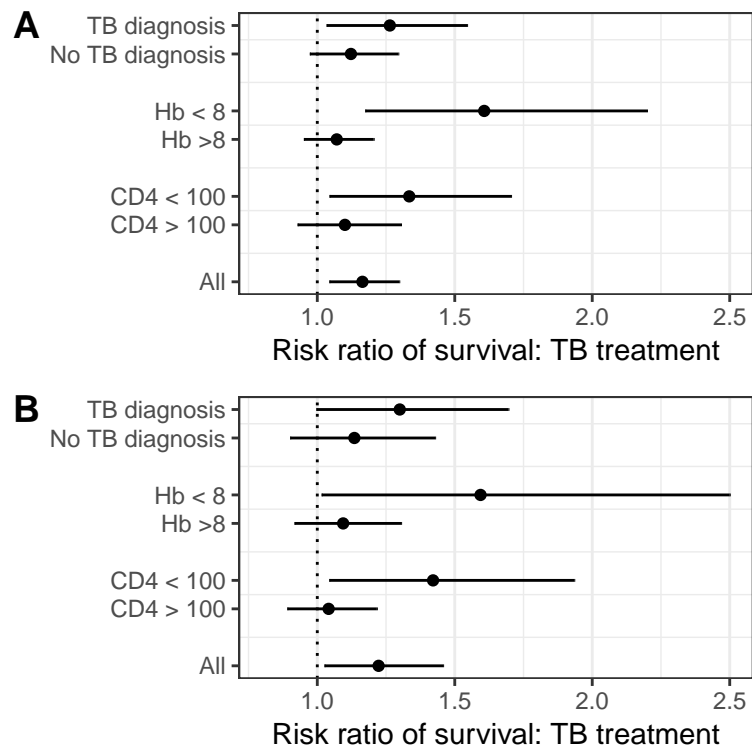 A
TB diagnosis
No TB diagnosis
Hb < 8
Hb >8
CD4 < 100
CD4 > 100
All
1.0 1.5 2.0 2.5
Risk ratio of survival: TB treatment
B
TB diagnosis
No TB diagnosis
Hb < 8
Hb >8
CD4 < 100
CD4 > 100
All
1.0 1.5 2.0 2.5
Risk ratio of survival: TB treatment